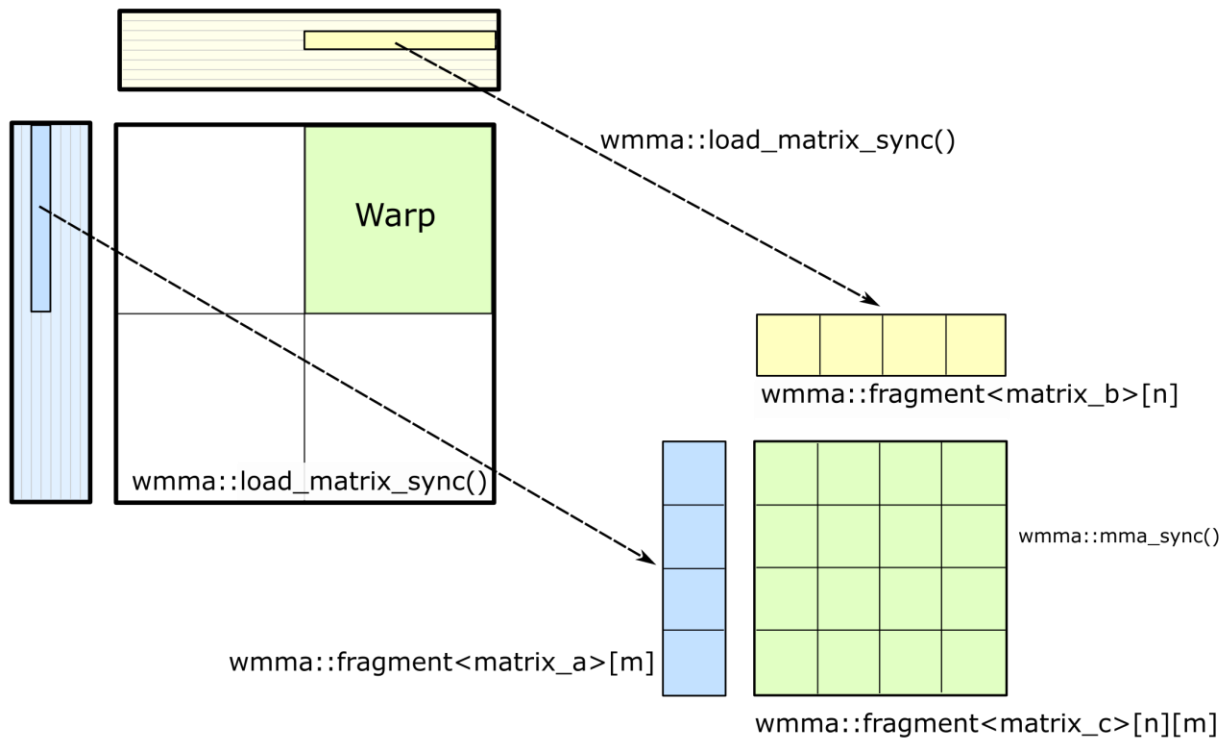 wmma::load_matrix_sync()
Warp
wmma::fragment<matrix_b>[n]
wmma::load_matrix_sync()
wmma::mma_sync()
wmma::fragment<matrix_a>[m]
wmma::fragment<matrix_c>[n][m]